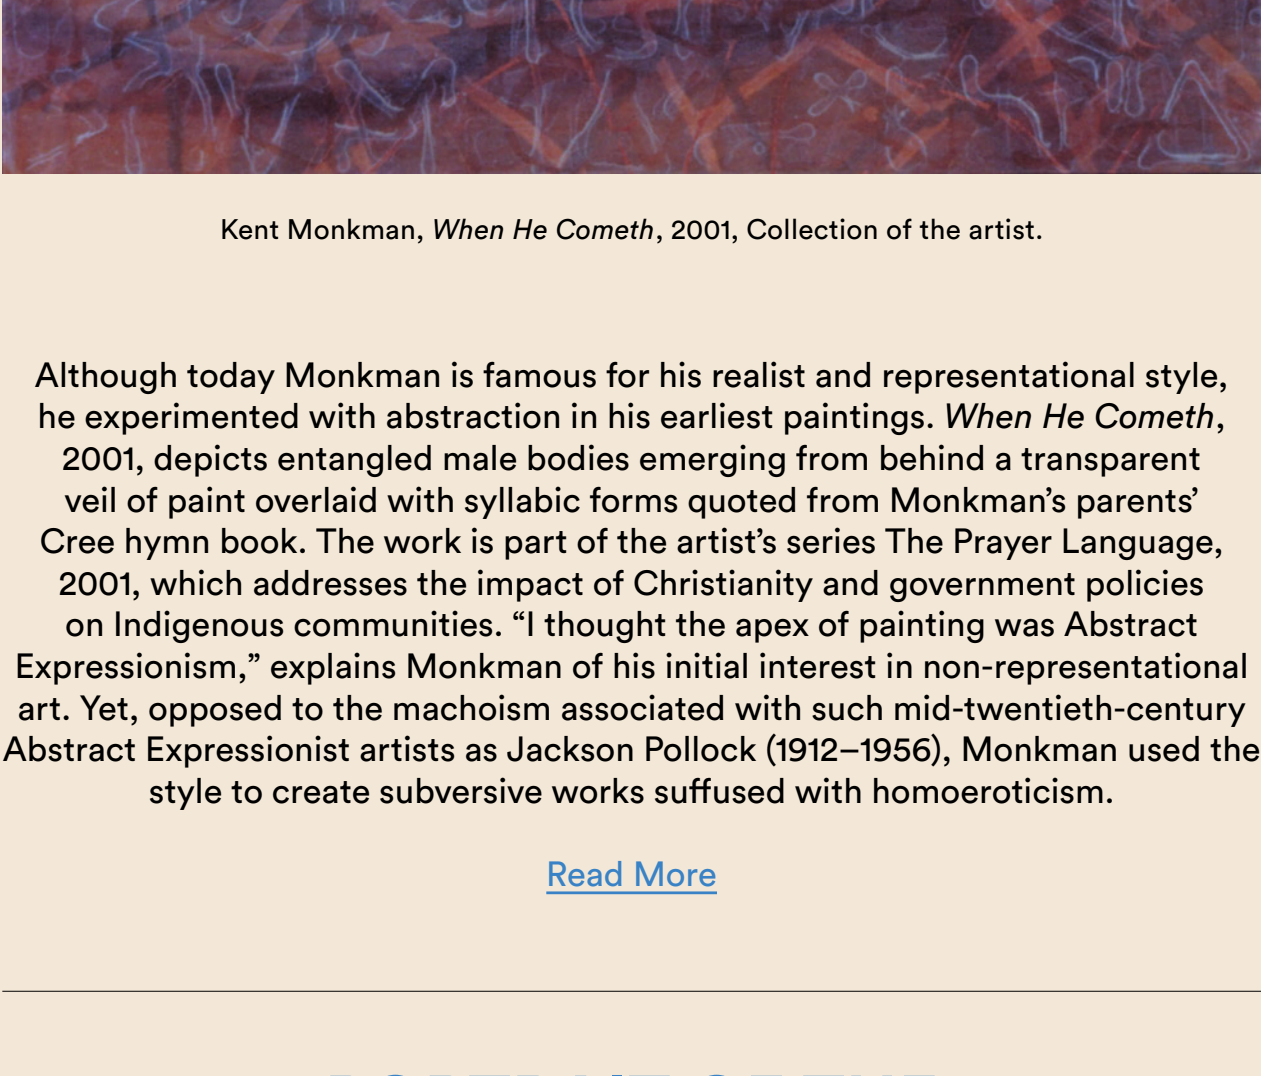 Kent Monkman, When He Cometh, 2001, Collection of the artist.
Although today Monkman is famous for his realist and representational style,
he experimented with abstraction in his earliest paintings. When He Cometh,
2001, depicts entangled male bodies emerging from behind a transparent
veil of paint overlaid with syllabic forms quoted from Monkman’s parents’
Cree hymn book. The work is part of the artist’s series The Prayer Language,
2001, which addresses the impact of Christianity and government policies
on Indigenous communities. “I thought the apex of painting was Abstract
Expressionism,” explains Monkman of his initial interest in non-representational
art. Yet, opposed to the machoism associated with such mid-twentieth-century
Abstract Expressionist artists as Jackson Pollock (1912–1956), Monkman used the
style to create subversive works suffused with homoeroticism.
Read More